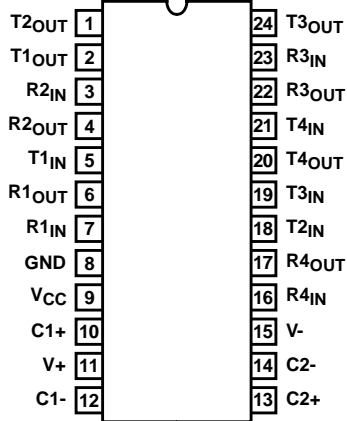 T2OUT 1 24 T3OUT
T1OUT 2 23 R3IN
R2IN 3 22 R3OUT
R2OUT 4 21 T4IN
T1IN 5 20 T4OUT
R1OUT 6 19 T3IN
R1IN 7 18 T2IN
GND 8 17 R4OUT
VCC 9 16 R4IN
C1+ 10 15 V-
V+ 11 14 C2-
C1- 12 13 C2+